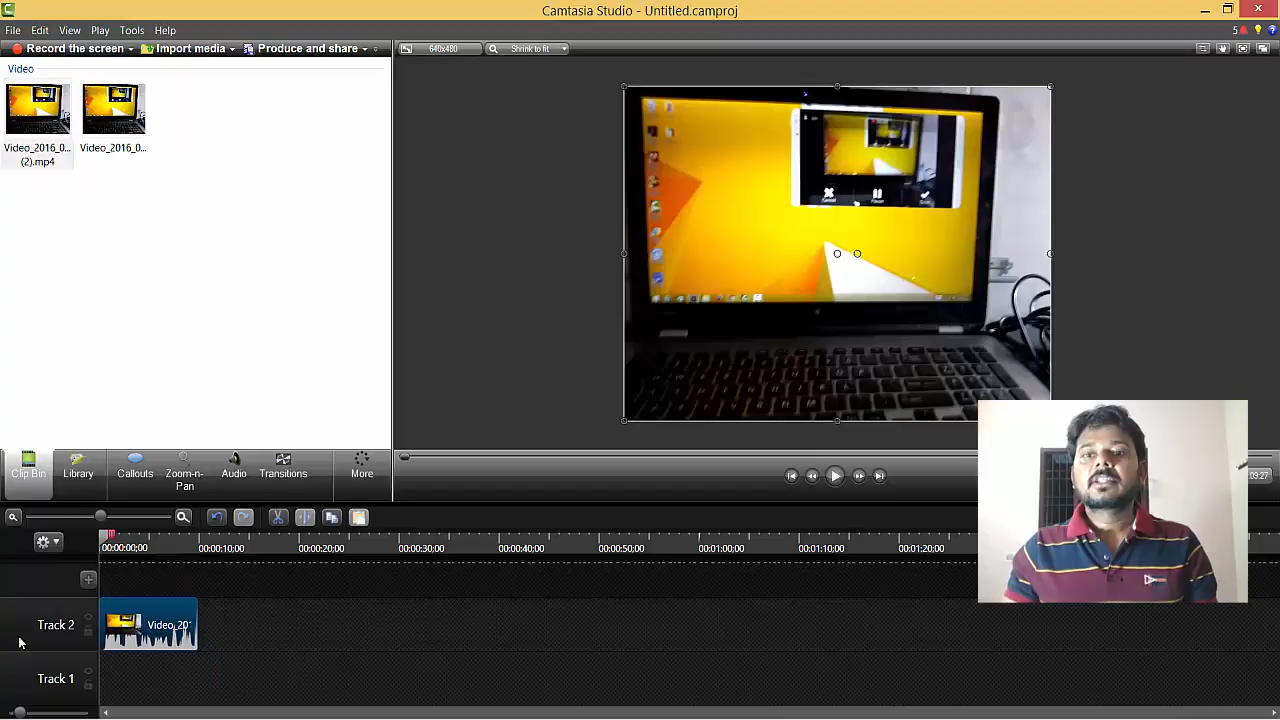 Camtasia Studio - Untitled.camproj
File Edit View Play Tools Help
5
Record the screen Import media Produce and share 640x480 Shrink to fit
Video
Video_2016_0... Video_2016_0...
(2).mp4
Clip Bin Library Callouts Zoom-n-Pan Audio Transitions More
09:27
00:00:00;00 00:00:10;00 00:00:20;00 00:00:30;00 00:00:40;00 00:00:50;00 00:01:00;00 00:01:10;00 00:01:20;00
Track 2 Video_20
Track 1